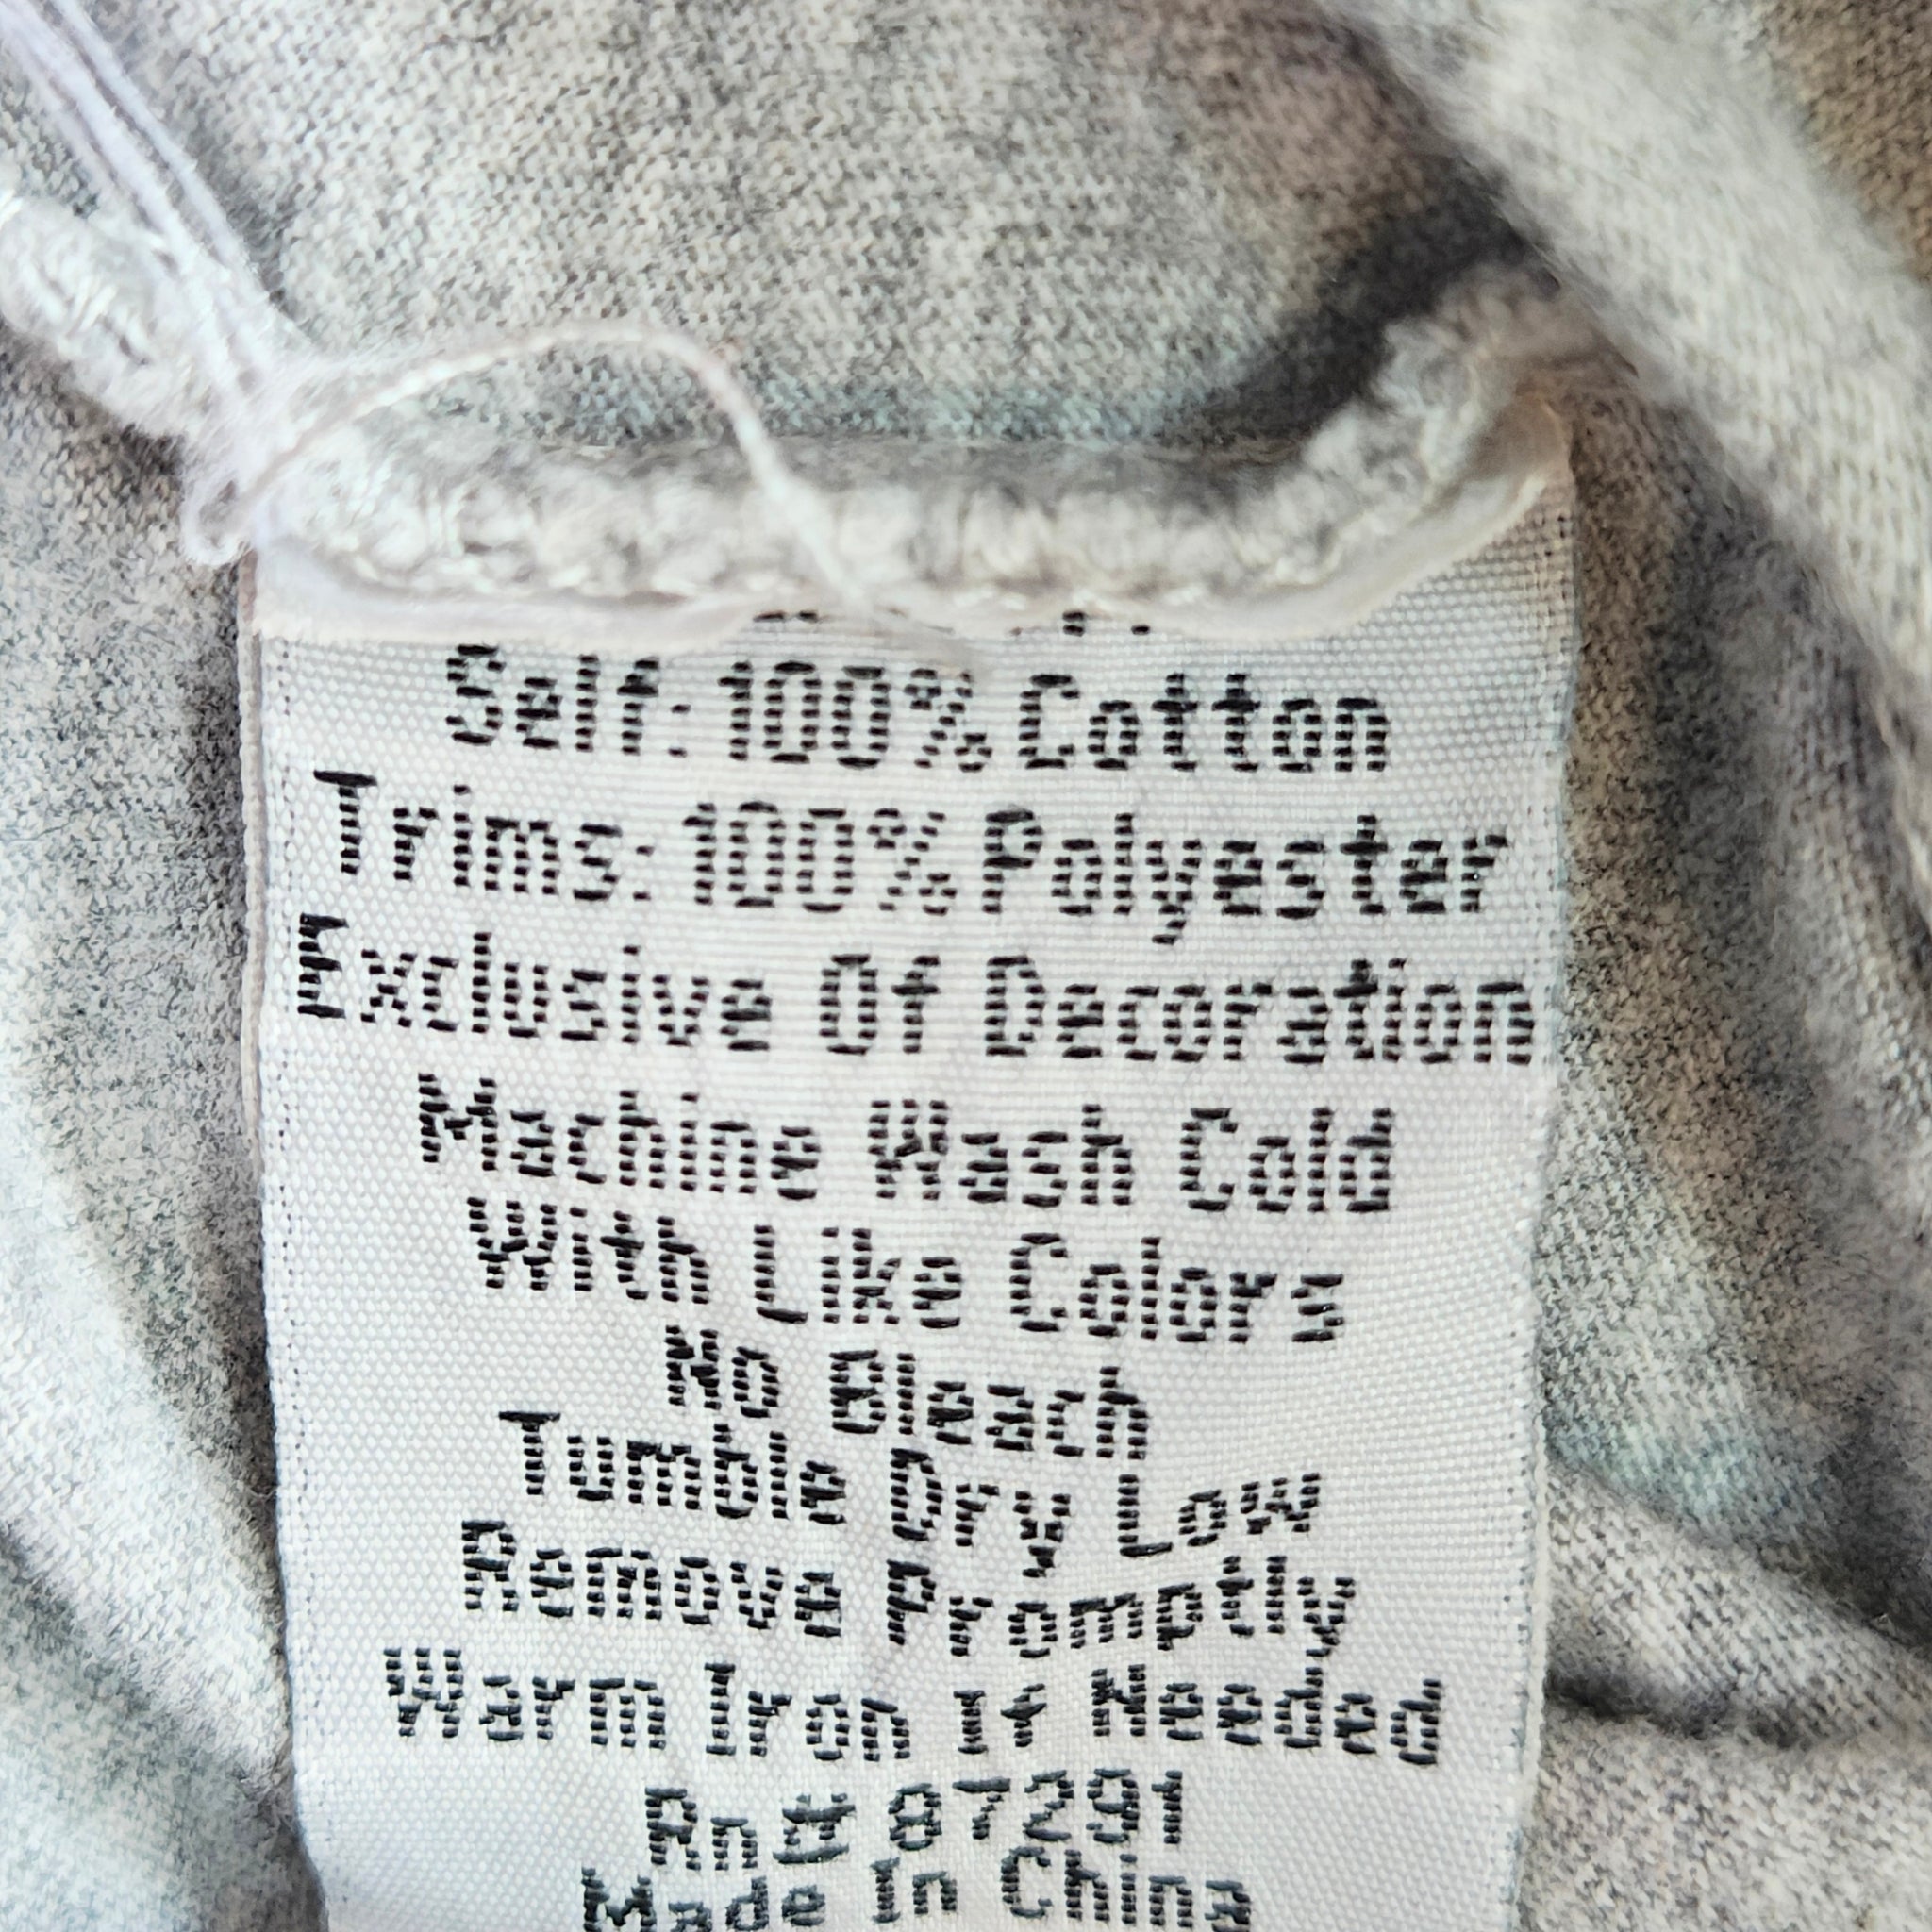 Self: 100% Cotton
Trims: 100% Polyester
Exclusive Of Decoration
Machine Wash Cold
With Like Colors
No Bleach
Tumble Dry Low
Remove Promptly
Warm Iron If Needed
Rn# 87291
Made In China